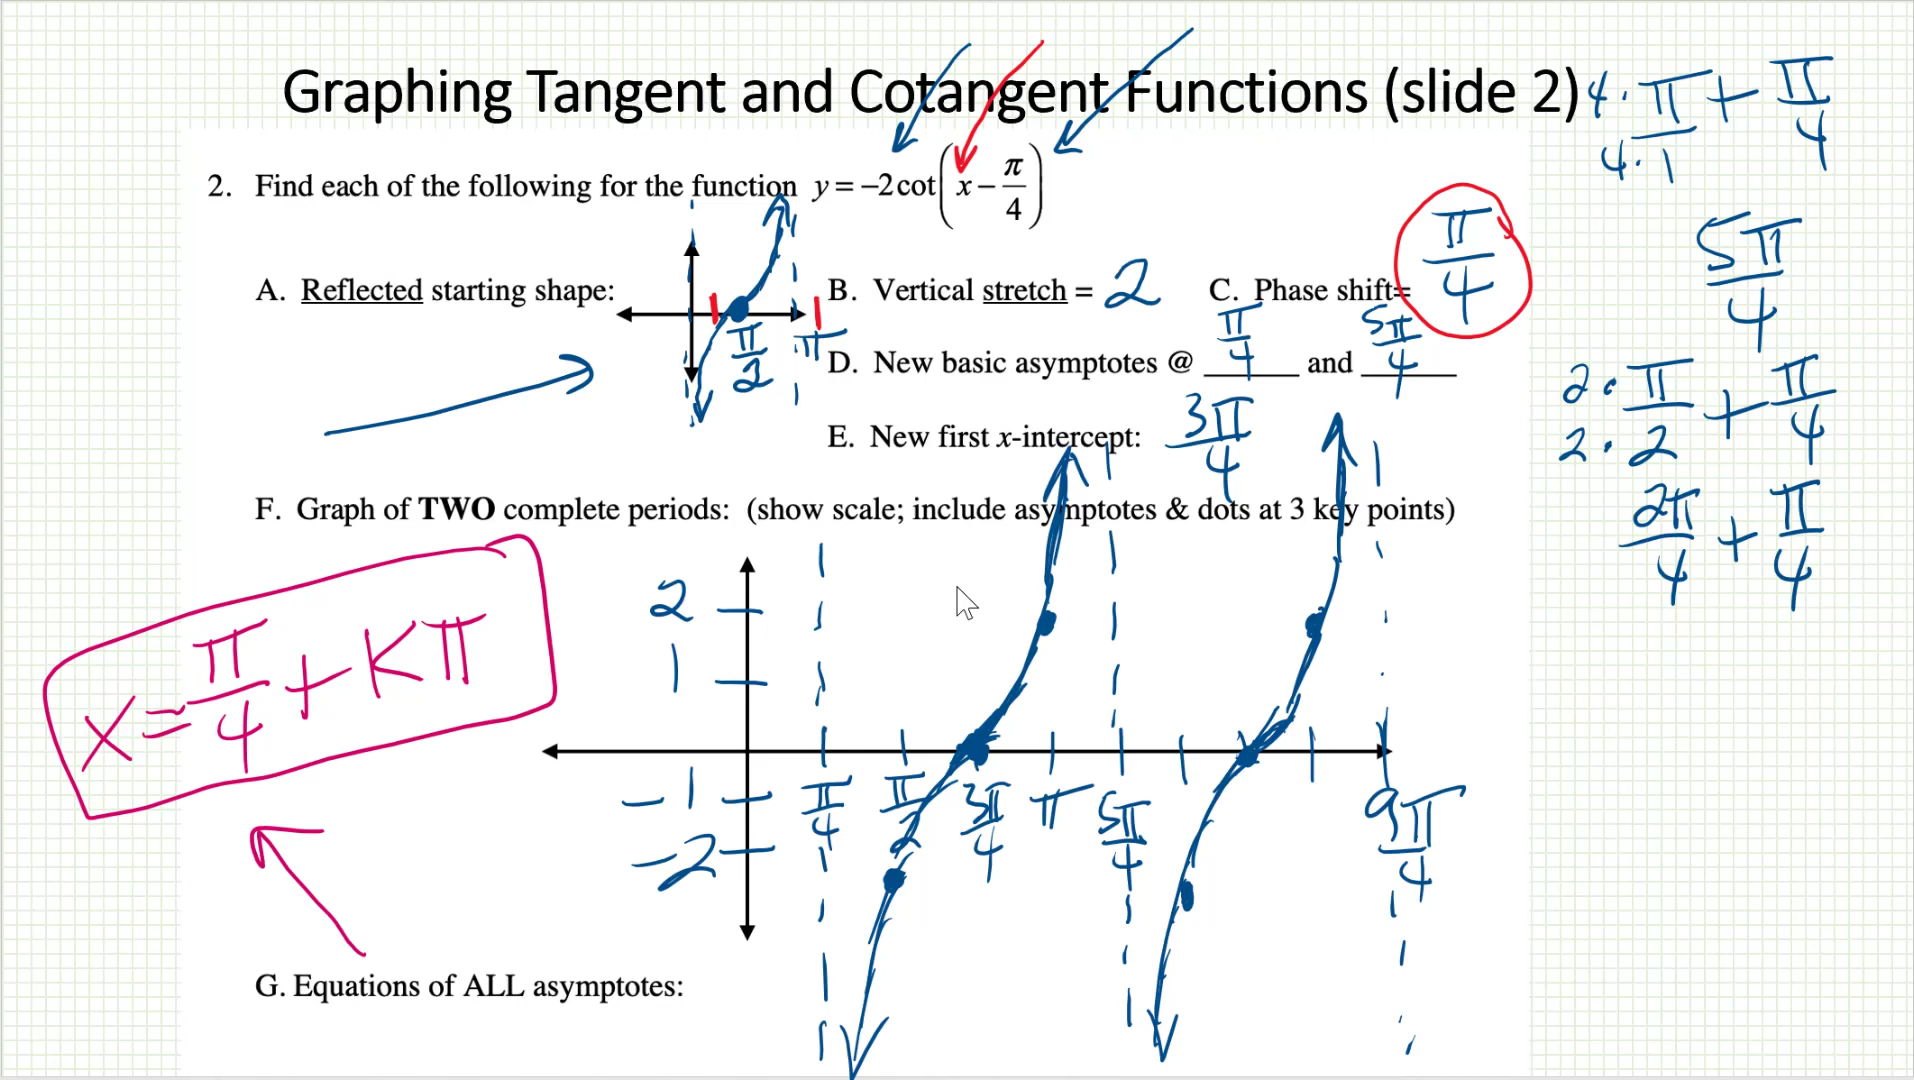 Graphing Tangent and Cotangent Functions (slide 2)
4·π/4·1 + π/4
2. Find each of the following for the function y = −2cot(x − π/4)
5π/4
A. Reflected starting shape:
π/2 π
B. Vertical stretch = 2
C. Phase shift= π/4
D. New basic asymptotes @ π/4 and 5π/4
2·π/2·2 + π/4
E. New first x-intercept: 3π/4
2π/4 + π/4
F. Graph of TWO complete periods: (show scale; include asymptotes & dots at 3 key points)
2
1
x = π/4 + Kπ
-1
-2
π/4 π/2 3π/4 π 5π/4 9π/4
G. Equations of ALL asymptotes: